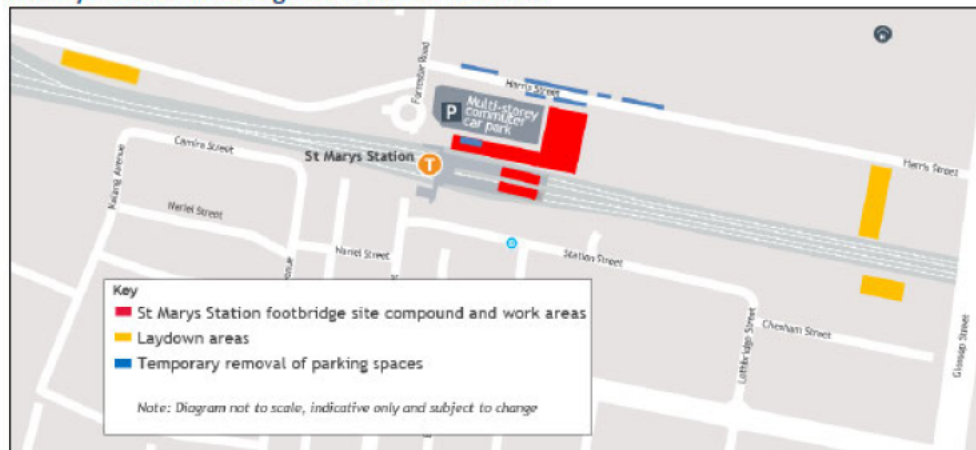 Forrester Road
Harris Street
P
Multi-storey
commuter
car park
St Marys Station
T
Camira Street
Kalang Avenue
Nariel Street
Nariel Street
Station Street
Harris Street
Lethbridge Street
Chesham Street
Glossop Street
Key
St Marys Station footbridge site compound and work areas
Laydown areas
Temporary removal of parking spaces
Note: Diagram not to scale, indicative only and subject to change